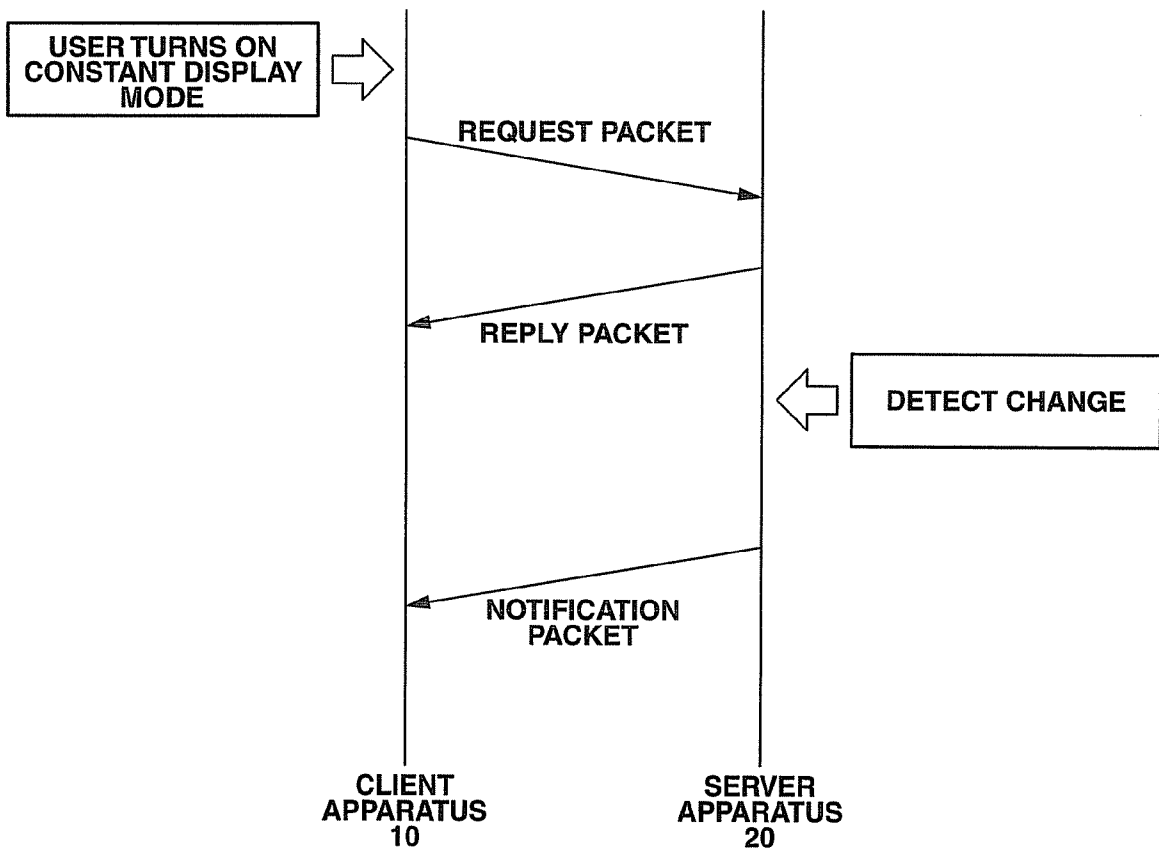 USER TURNS ON
CONSTANT DISPLAY
MODE
REQUEST PACKET
REPLY PACKET
DETECT CHANGE
NOTIFICATION
PACKET
CLIENT
APPARATUS
10
SERVER
APPARATUS
20